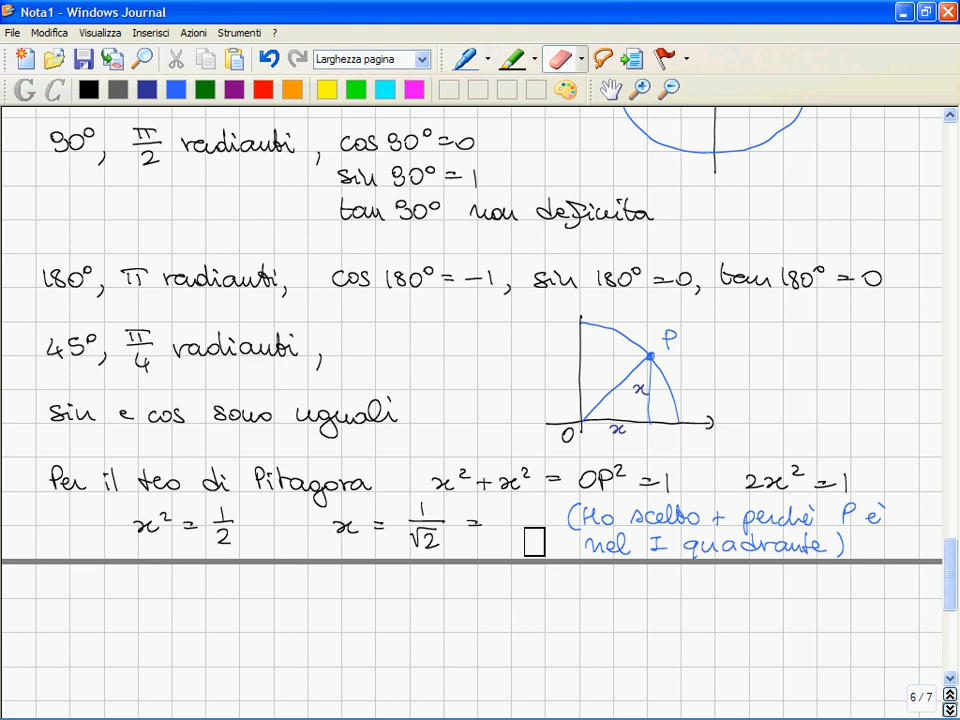 Nota1 - Windows Journal
File Modifica Visualizza Inserisci Azioni Strumenti ?
Larghezza pagina
G C
90°, π/2 radianti, cos 90° = 0
sin 90° = 1
tan 90° non definita
180°, π radianti, cos 180° = -1, sin 180° = 0, tan 180° = 0
45°, π/4 radianti,
P
x
sin e cos sono uguali
O x
Per il teo di Pitagora x² + x² = OP² = 1 2x² = 1
x² = 1/2 x = 1/√2 = (Ho scelto + perchè P è
nel I quadrante)
6 / 7